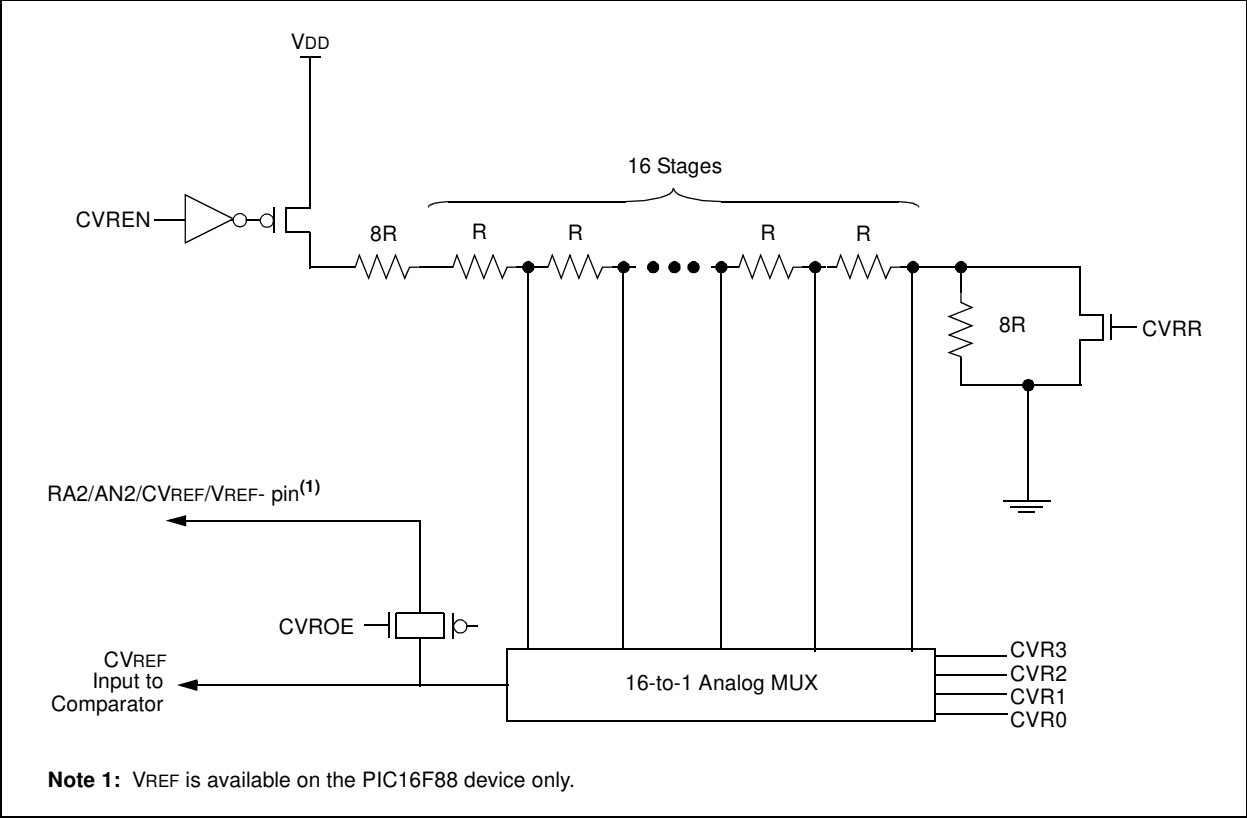 VDD
16 Stages
CVREN
8R
R
R
R
R
8R
CVRR
RA2/AN2/CVREF/VREF- pin(1)
CVROE
CVREF
Input to
Comparator
16-to-1 Analog MUX
CVR3
CVR2
CVR1
CVR0
Note 1: VREF is available on the PIC16F88 device only.